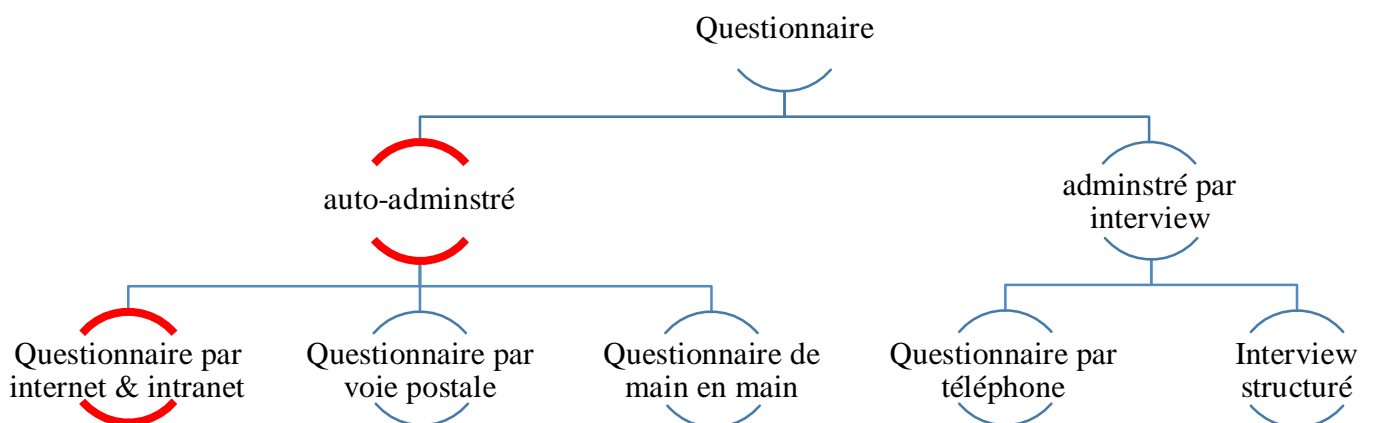 Questionnaire
auto-adminstré
adminstré par
interview
Questionnaire par
internet & intranet
Questionnaire par
voie postale
Questionnaire de
main en main
Questionnaire par
téléphone
Interview
structuré